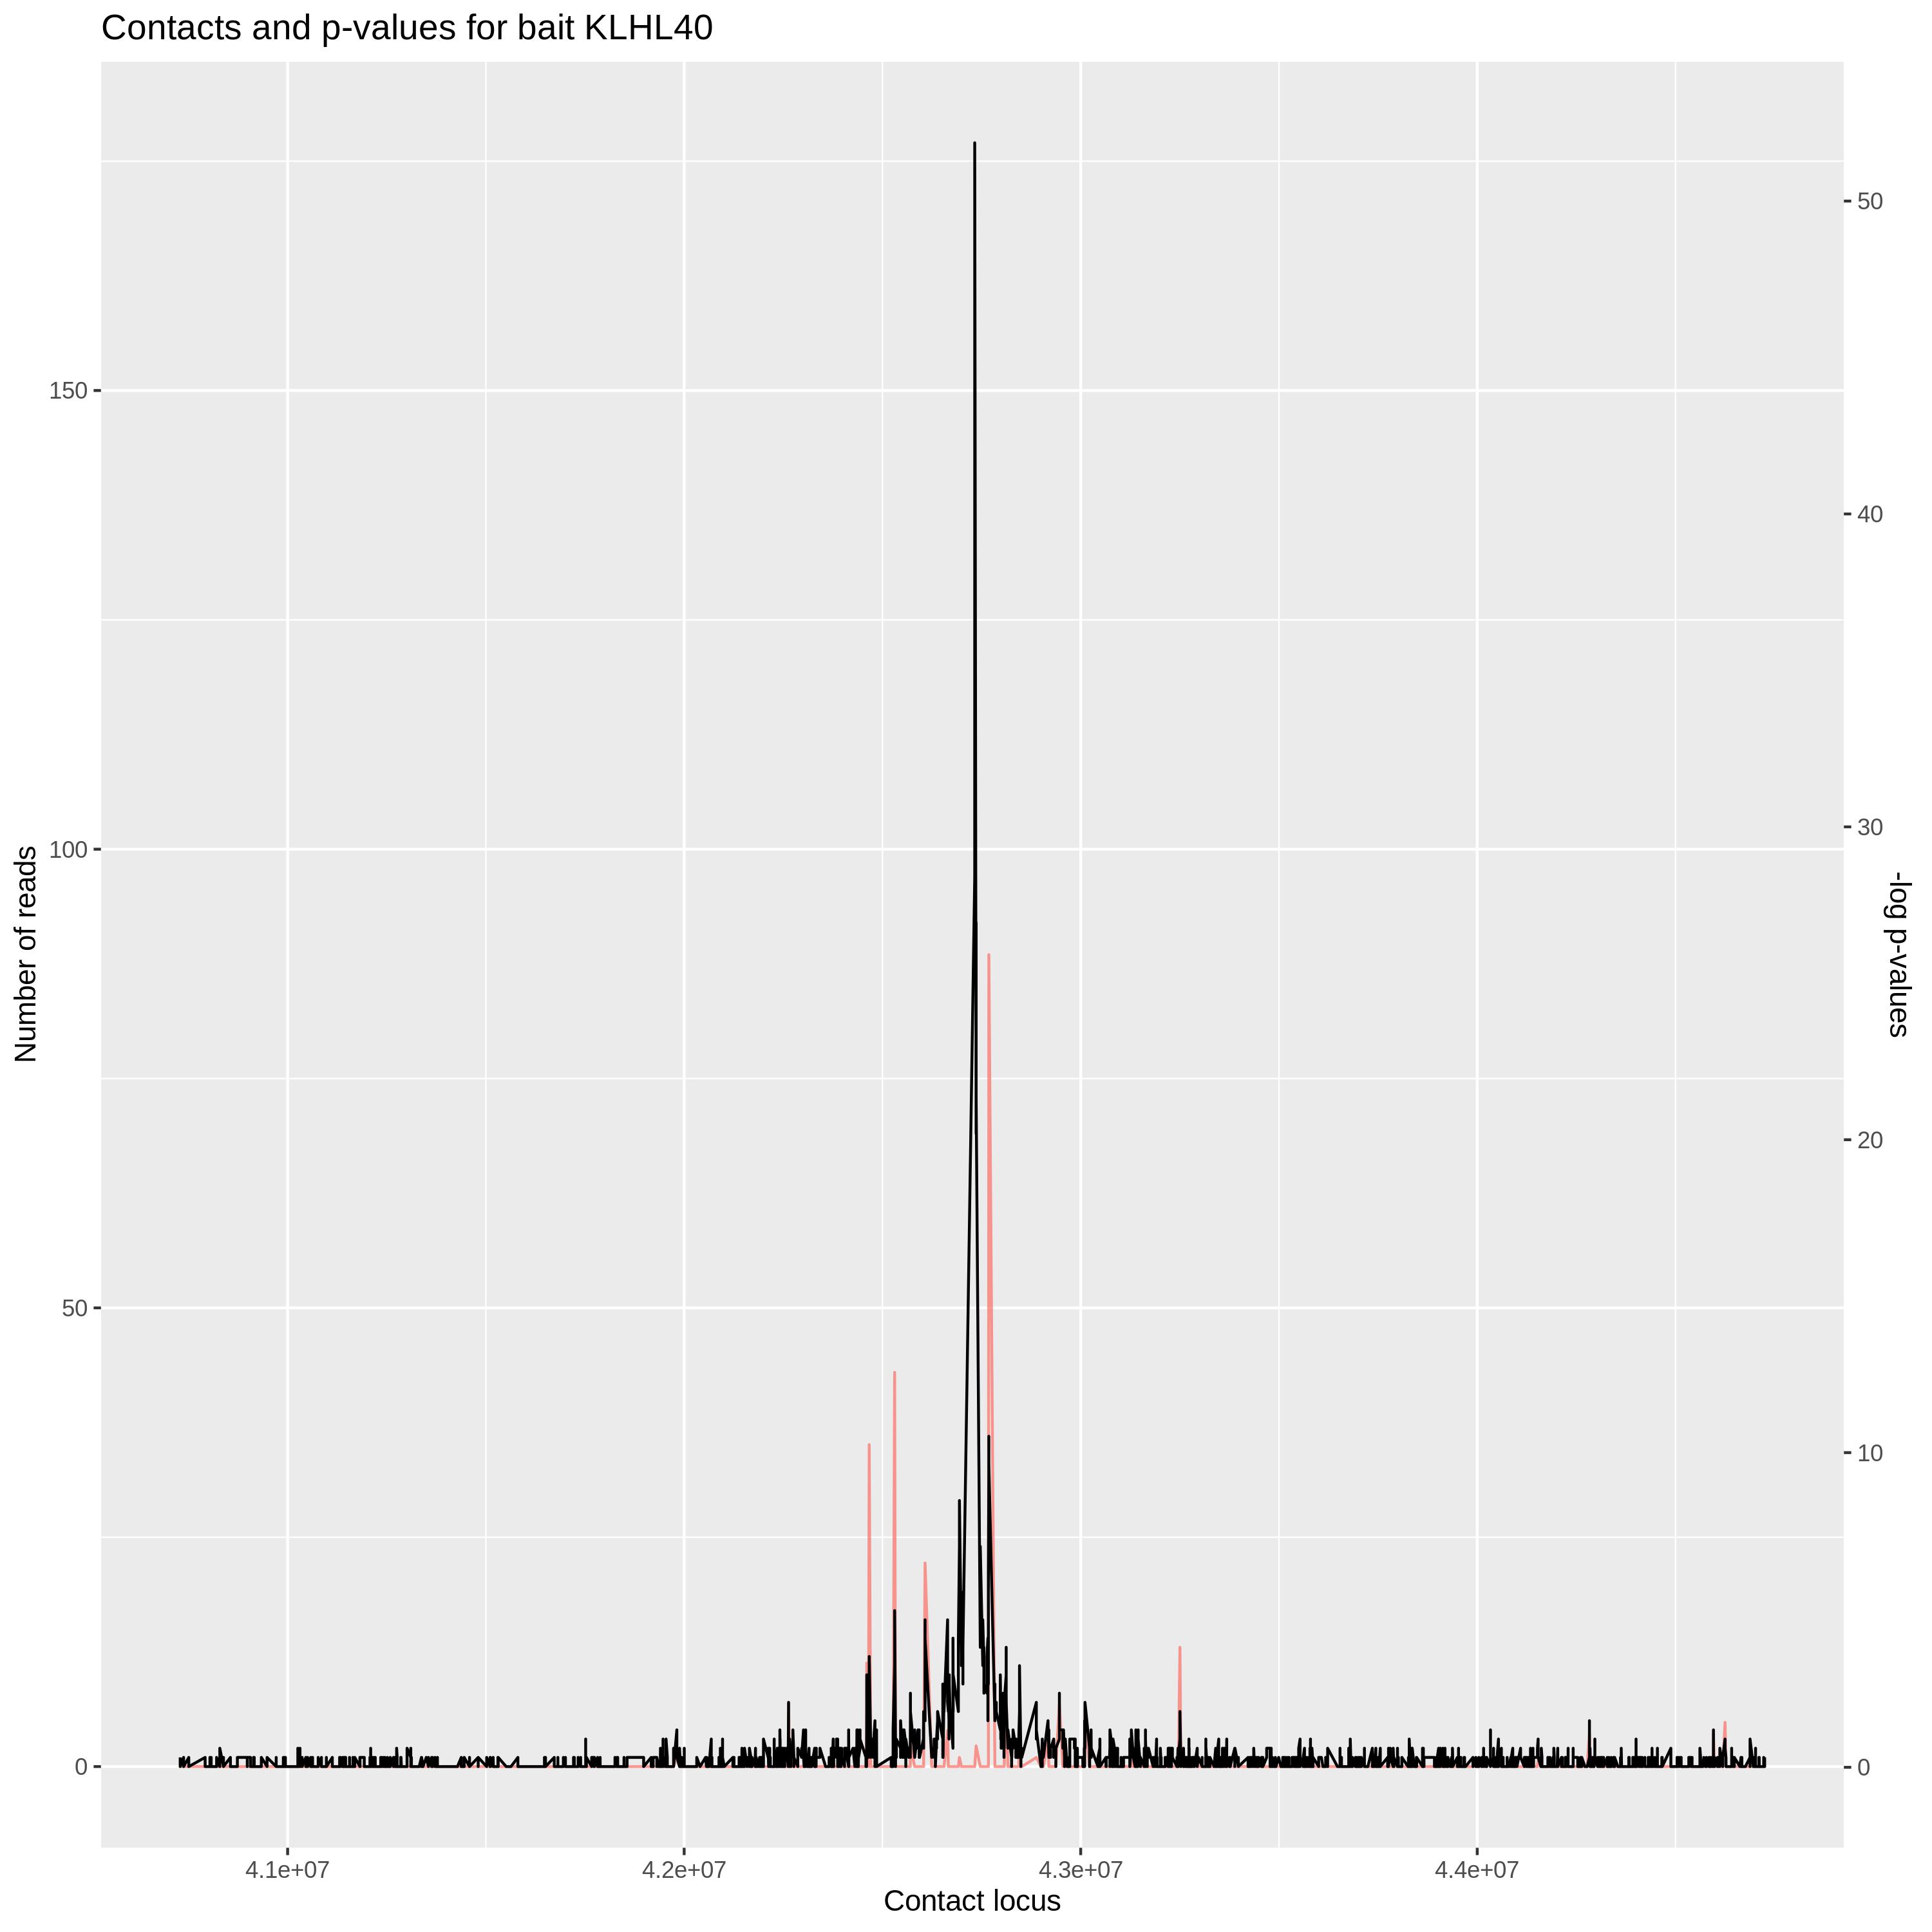 Contacts and p-values for bait KLHL40
Number of reads
150
100
50
0
50
40
30
20
10
0
-log p-values
4.1e+07
4.2e+07
4.3e+07
4.4e+07
Contact locus